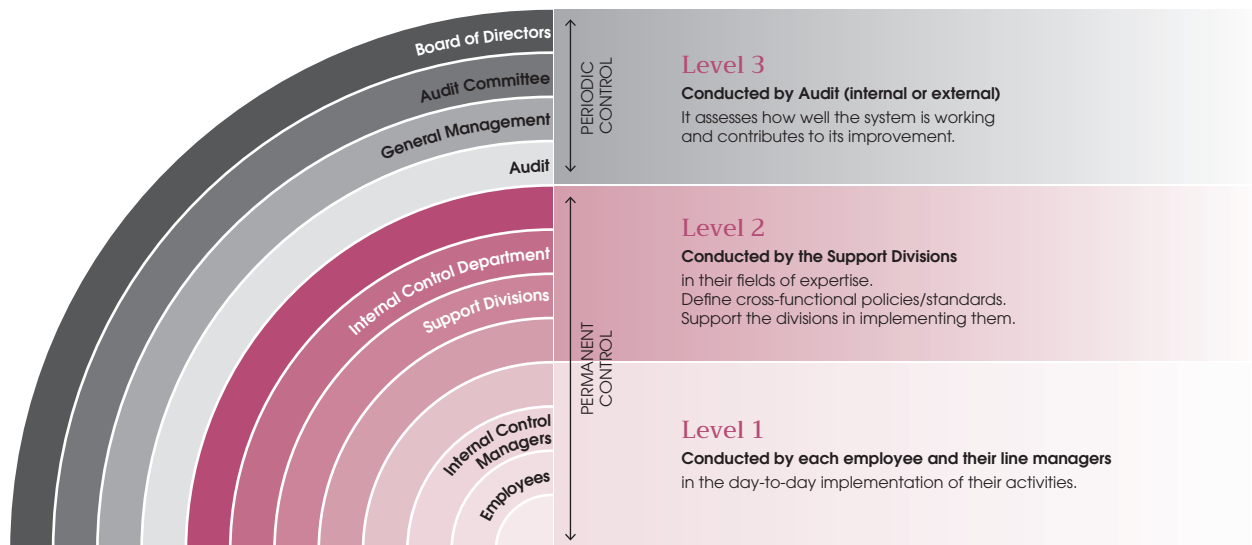 Board of Directors
Audit Committee
General Management
Audit
Internal Control Department
Support Divisions
Internal Control
Managers
Employees
PERIODIC
CONTROL
PERMANENT
CONTROL
Level 3
Conducted by Audit (internal or external)
It assesses how well the system is working
and contributes to its improvement.
Level 2
Conducted by the Support Divisions
in their fields of expertise.
Define cross-functional policies/standards.
Support the divisions in implementing them.
Level 1
Conducted by each employee and their line managers
in the day-to-day implementation of their activities.